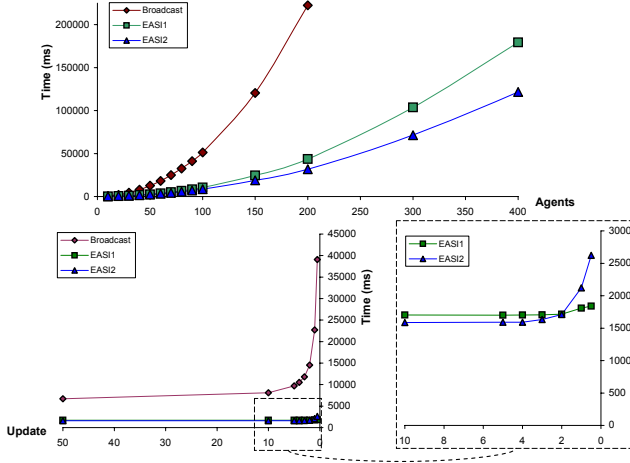 Broadcast
EASI1
EASI2
Time (ms)
200000
150000
100000
50000
0
0 50 100 150 200 250 300 350 400
Agents
Broadcast
EASI1
EASI2
Time (ms)
45000
40000
35000
30000
25000
20000
15000
10000
5000
0
Update
50 40 30 20 10 0
EASI1
EASI2
3000
2500
2000
1500
1000
500
0
10 8 6 4 2 0